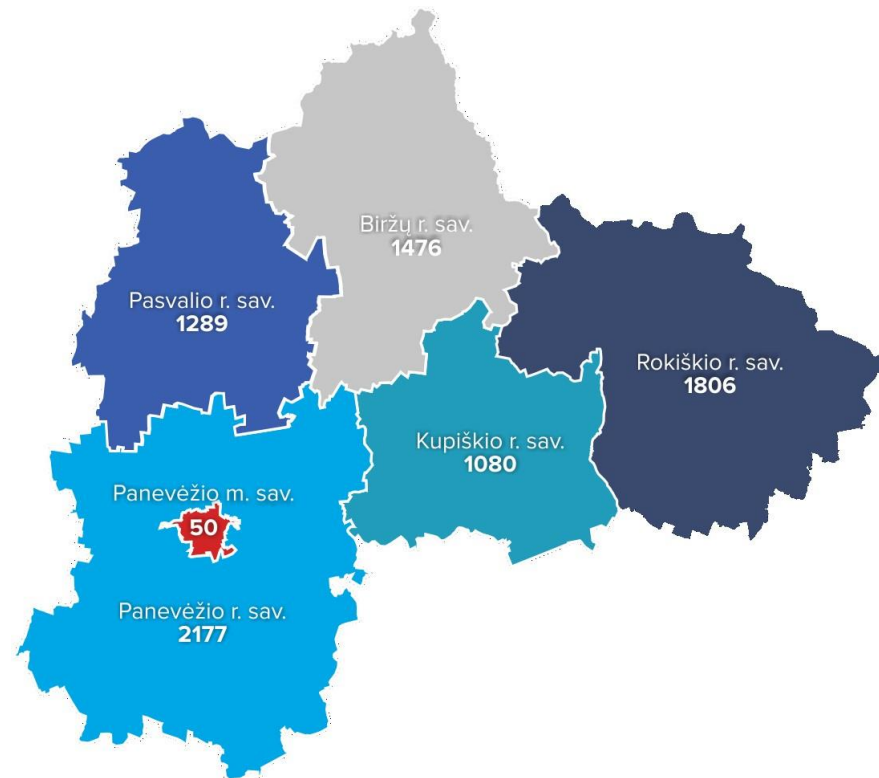 Biržų r. sav.
1476
Pasvalio r. sav.
1289
Rokiškio r. sav.
1806
Kupiškio r. sav.
1080
Panevėžio m. sav.
50
Panevėžio r. sav.
2177